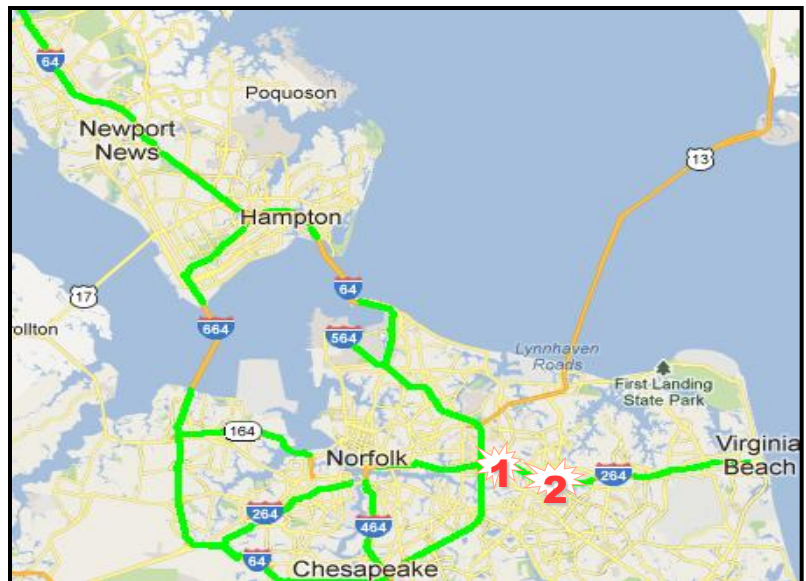 64
Poquoson
Newport
News
13
Hampton
17
64
664
564
rollton
Lynnhaven
Roads
First Landing
State Park
164
Norfolk
1
2
264
Virginia
Beach
264
464
64
Chesapeake